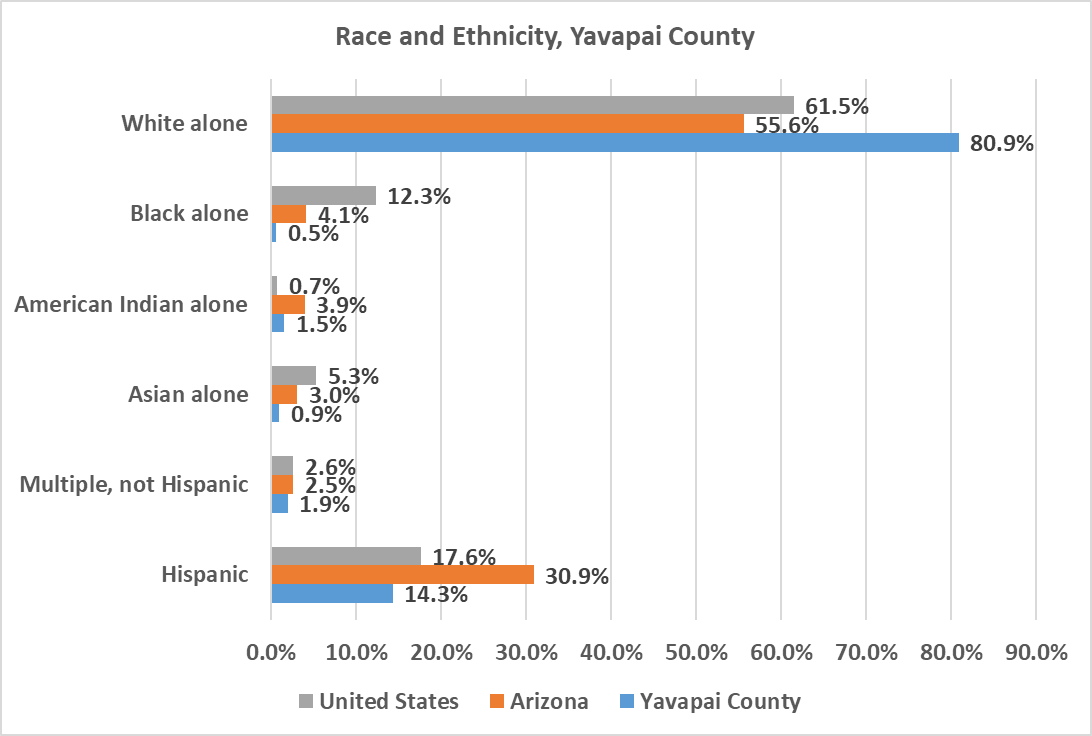 Race and Ethnicity, Yavapai County
White alone
61.5%
55.6%
80.9%
Black alone
12.3%
4.1%
0.5%
American Indian alone
0.7%
3.9%
1.5%
Asian alone
5.3%
3.0%
0.9%
Multiple, not Hispanic
2.6%
2.5%
1.9%
Hispanic
17.6%
30.9%
14.3%
0.0% 10.0% 20.0% 30.0% 40.0% 50.0% 60.0% 70.0% 80.0% 90.0%
United States Arizona Yavapai County